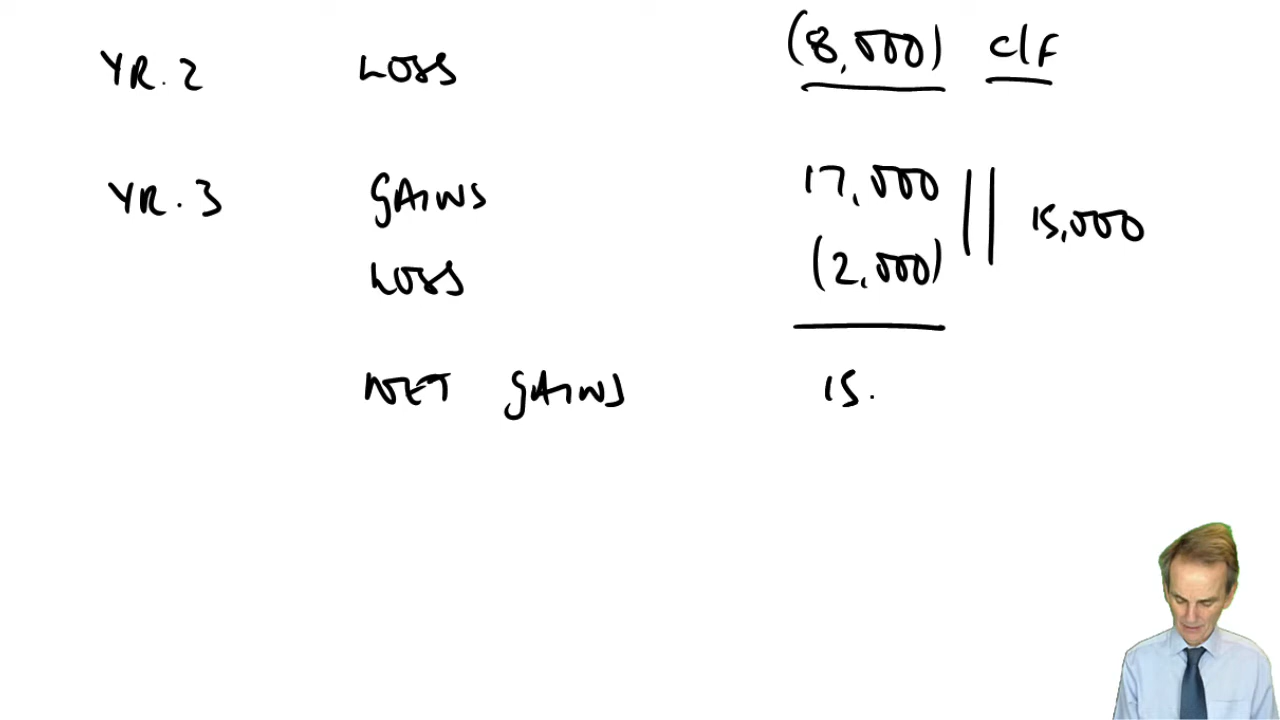 YR. 2 LOSS (8,000) C/F
YR. 3 GAINS 17,000
15,000
LOSS (2,000)
NET GAINS 15.